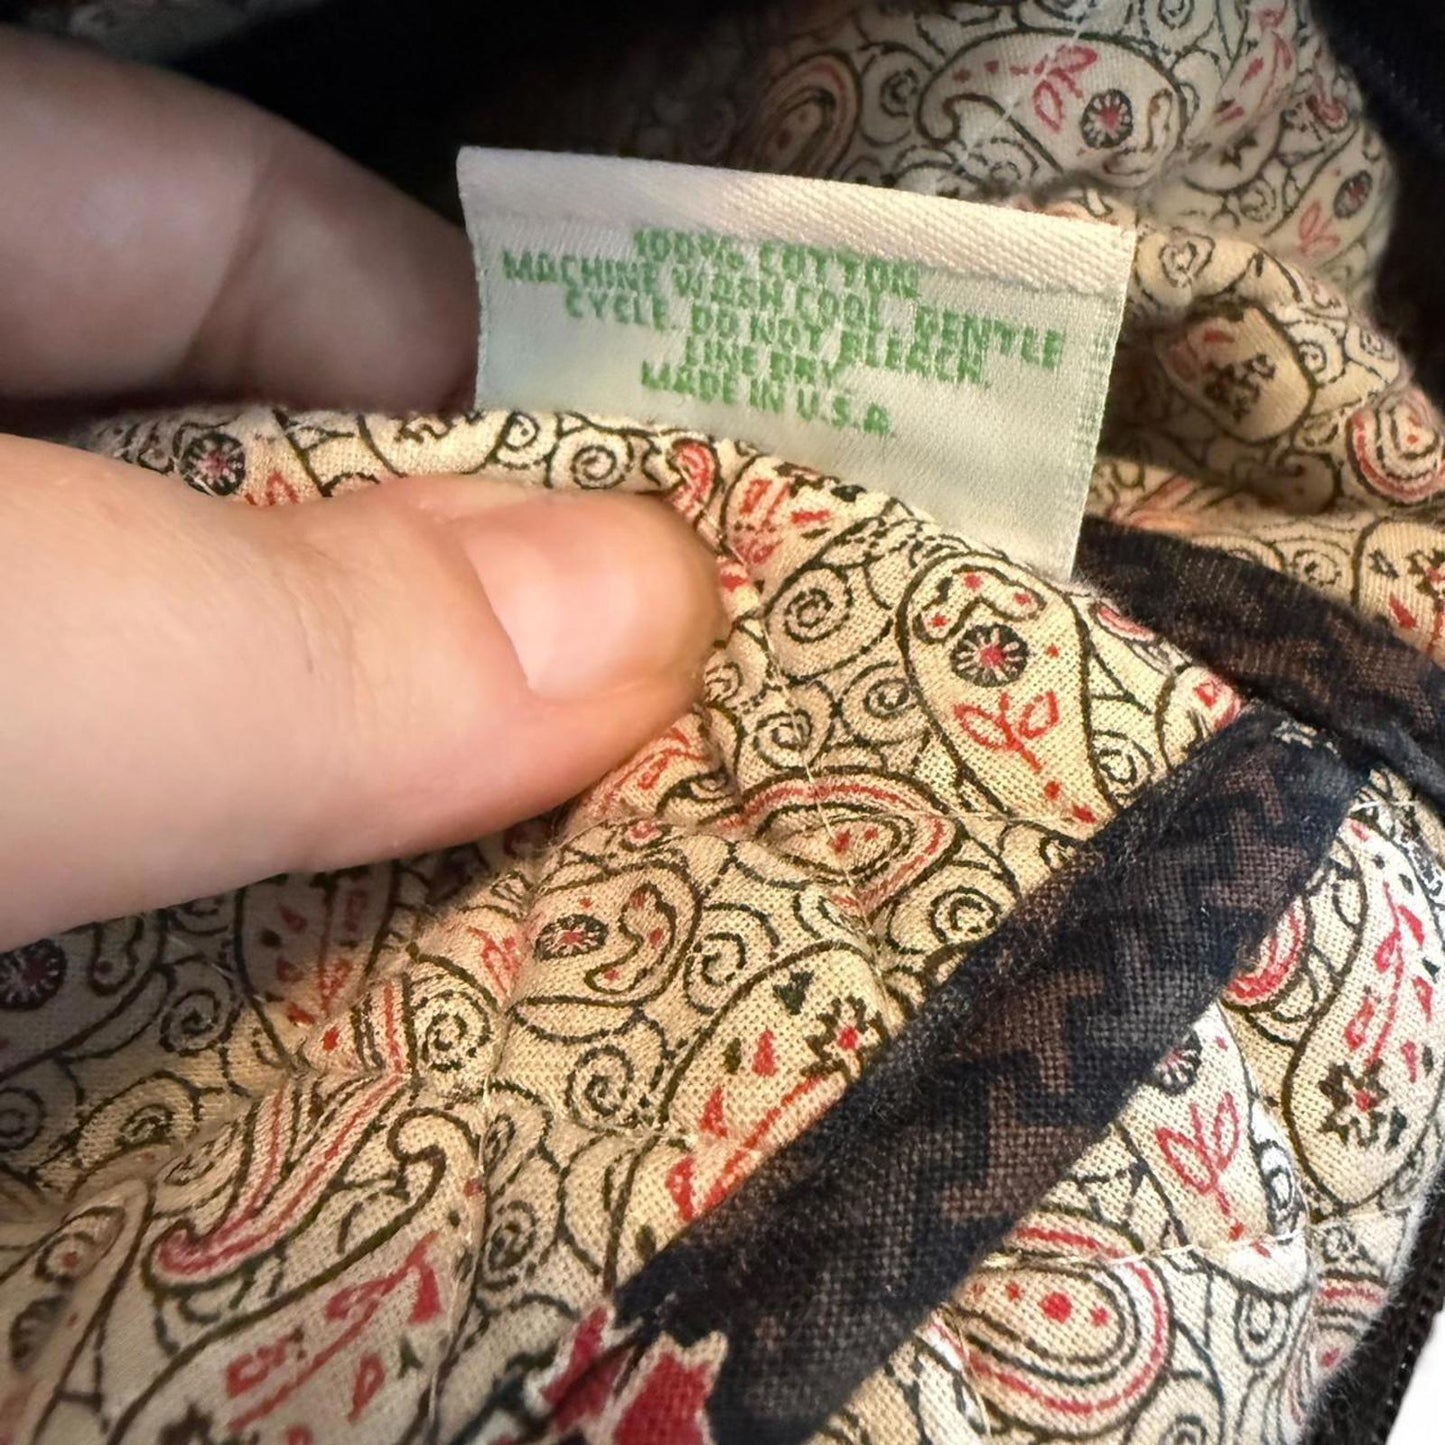 100% COTTON
MACHINE WASH COOL, GENTLE
CYCLE. DO NOT BLEACH.
LINE DRY
MADE IN U.S.A.